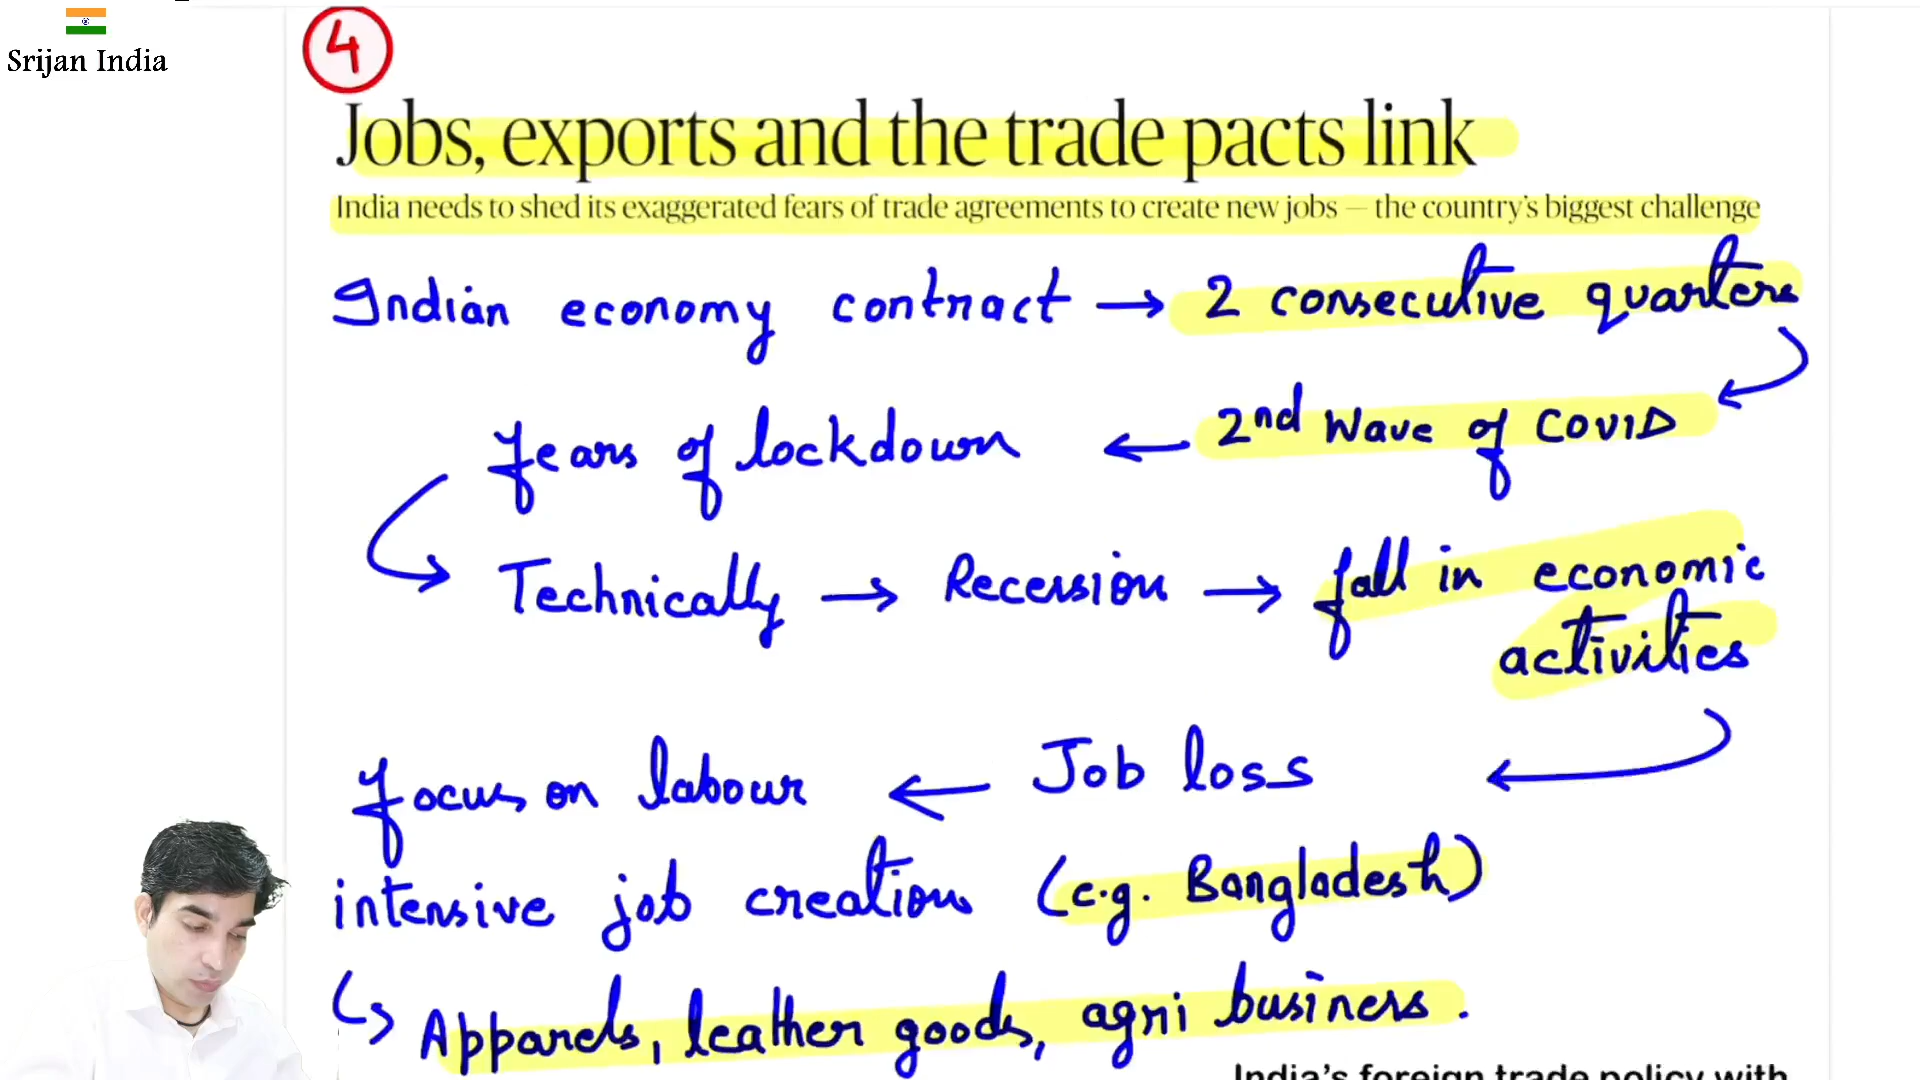 Srijan India
4
Jobs, exports and the trade pacts link
India needs to shed its exaggerated fears of trade agreements to create new jobs — the country's biggest challenge
Indian economy contract → 2 consecutive quarters
fears of lockdown ← 2nd Wave of COVID
Technically → Recession → fall in economic
activities
focus on labour ← Job loss
intensive job creation (e.g. Bangladesh)
↳ Apparels, leather goods, agri business.
India's foreign trade policy with